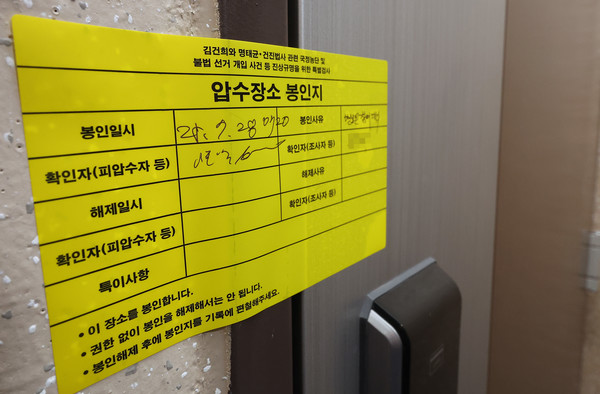 김건희와 명태균·건진법사 관련 국정농단 및
불법 선거 개입 사건 등 진상규명을 위한 특별검사
압수장소 봉인지
봉인일시 25. 7. 28 봉인사유
확인자(피압수자 등) 확인자(조사자 등)
해제일시 해제사유
확인자(피압수자 등) 확인자(조사자 등)
특이사항
• 이 장소를 봉인합니다.
• 권한 없이 봉인을 해제해서는 안 됩니다.
• 봉인해제 후에 봉인자를 기록에 편철해주세요.